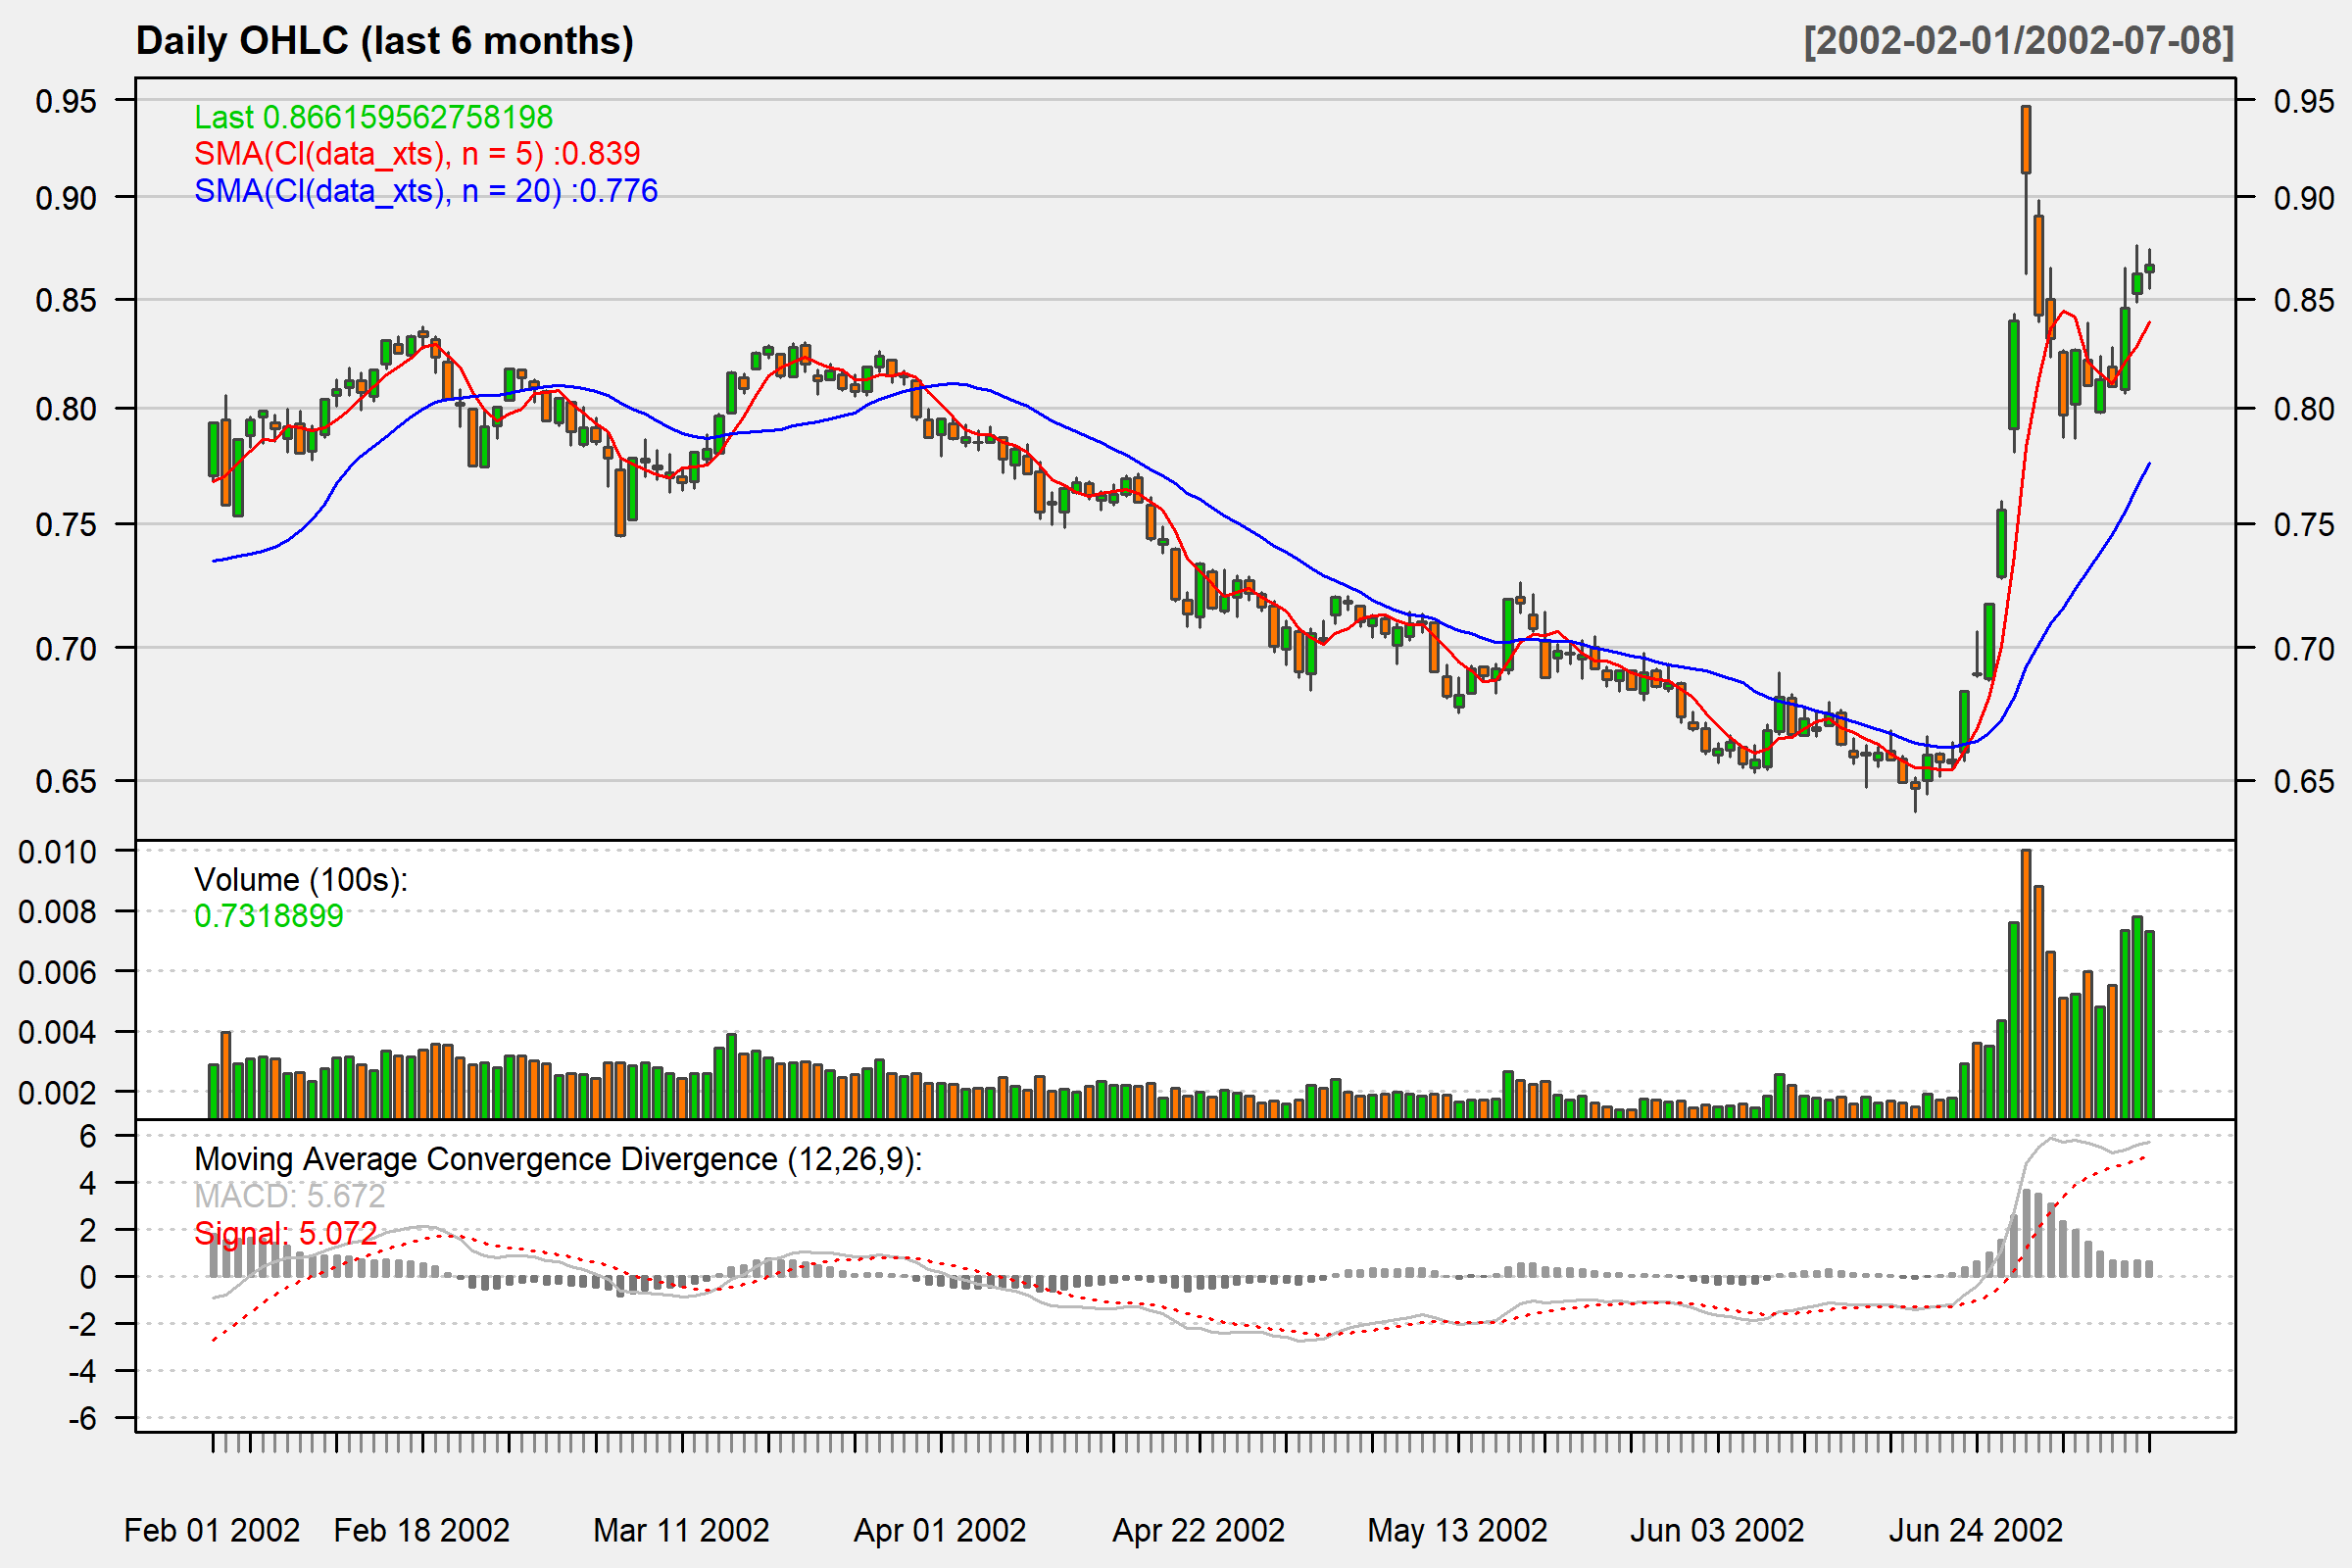 Daily OHLC (last 6 months) [2002-02-01/2002-07-08]
Last 0.866159562758198
SMA(Cl(data_xts), n = 5) :0.839
SMA(Cl(data_xts), n = 20) :0.776
0.95 0.95
0.90 0.90
0.85 0.85
0.80 0.80
0.75 0.75
0.70 0.70
0.65 0.65
Volume (100s):
0.7318899
0.010
0.008
0.006
0.004
0.002
Moving Average Convergence Divergence (12,26,9):
MACD: 5.672
Signal: 5.072
6
4
2
0
-2
-4
-6
Feb 01 2002 Feb 18 2002 Mar 11 2002 Apr 01 2002 Apr 22 2002 May 13 2002 Jun 03 2002 Jun 24 2002